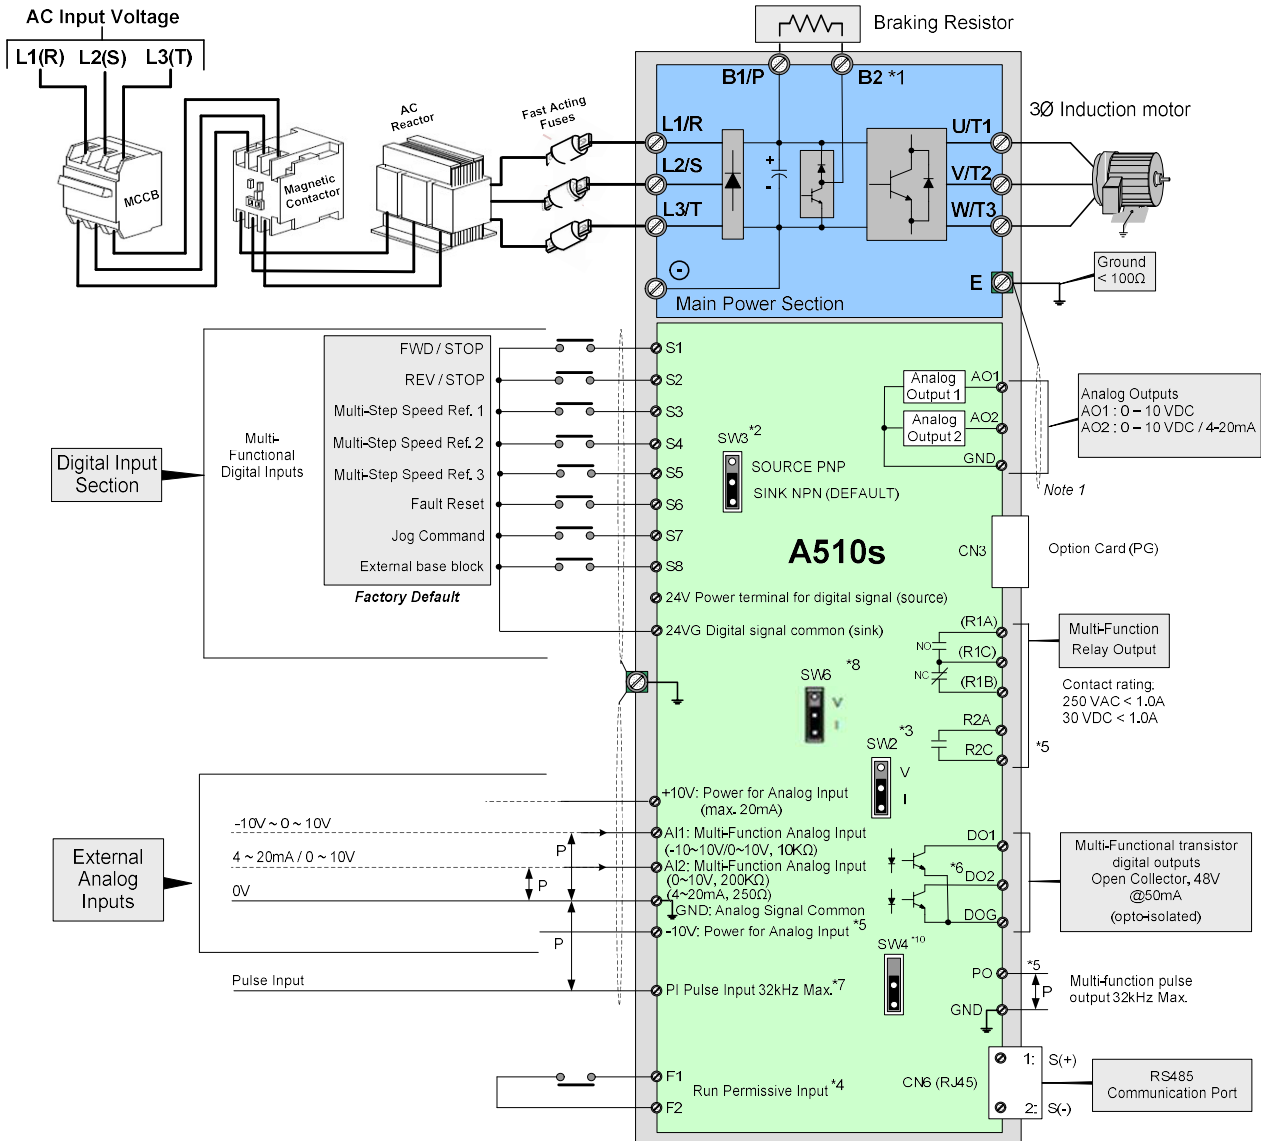 AC Input Voltage
L1(R) L2(S) L3(T)
MCCB
Magnetic
Contactor
AC
Reactor
Fast Acting
Fuses
Braking Resistor
B1/P
B2 *1
L1/R
L2/S
L3/T
+
-
U/T1
V/T2
W/T3
3Ø Induction motor
E
Ground
< 100Ω
Main Power Section
Digital Input
Section
Multi-
Functional
Digital Inputs
FWD / STOP
REV / STOP
Multi-Step Speed Ref. 1
Multi-Step Speed Ref. 2
Multi-Step Speed Ref. 3
Fault Reset
Jog Command
External base block
Factory Default
S1
S2
S3
S4
S5
S6
S7
S8
24V Power terminal for digital signal (source)
24VG Digital signal common (sink)
SW3 *2
SOURCE PNP
SINK NPN (DEFAULT)
A510s
Analog
Output 1
AO1
Analog
Output 2
AO2
GND
Analog Outputs
AO1 : 0 – 10 VDC
AO2 : 0 – 10 VDC / 4-20mA
Note 1
CN3
Option Card (PG)
(R1A)
NO
(R1C)
NC
(R1B)
R2A
R2C
*5
Multi-Function
Relay Output
Contact rating:
250 VAC < 1.0A
30 VDC < 1.0A
SW6 *8
V
I
SW2 *3
V
I
External
Analog
Inputs
-10V ~ 0 ~ 10V
4 ~ 20mA / 0 ~ 10V
0V
P
P
P
Pulse Input
+10V: Power for Analog Input
(max. 20mA)
AI1: Multi-Function Analog Input
(-10~10V/0~10V, 10KΩ)
AI2: Multi-Function Analog Input
(0~10V, 200KΩ)
(4~20mA, 250Ω)
GND: Analog Signal Common
-10V: Power for Analog Input *5
PI Pulse Input 32kHz Max. *7
SW4 *10
DO1
*6
DO2
DOG
Multi-Functional transistor
digital outputs
Open Collector, 48V
@50mA
(opto-isolated)
PO
*5
P
GND
Multi-function pulse
output 32kHz Max.
F1
Run Permissive Input *4
F2
CN6 (RJ45)
1: S(+)
2: S(-)
RS485
Communication Port